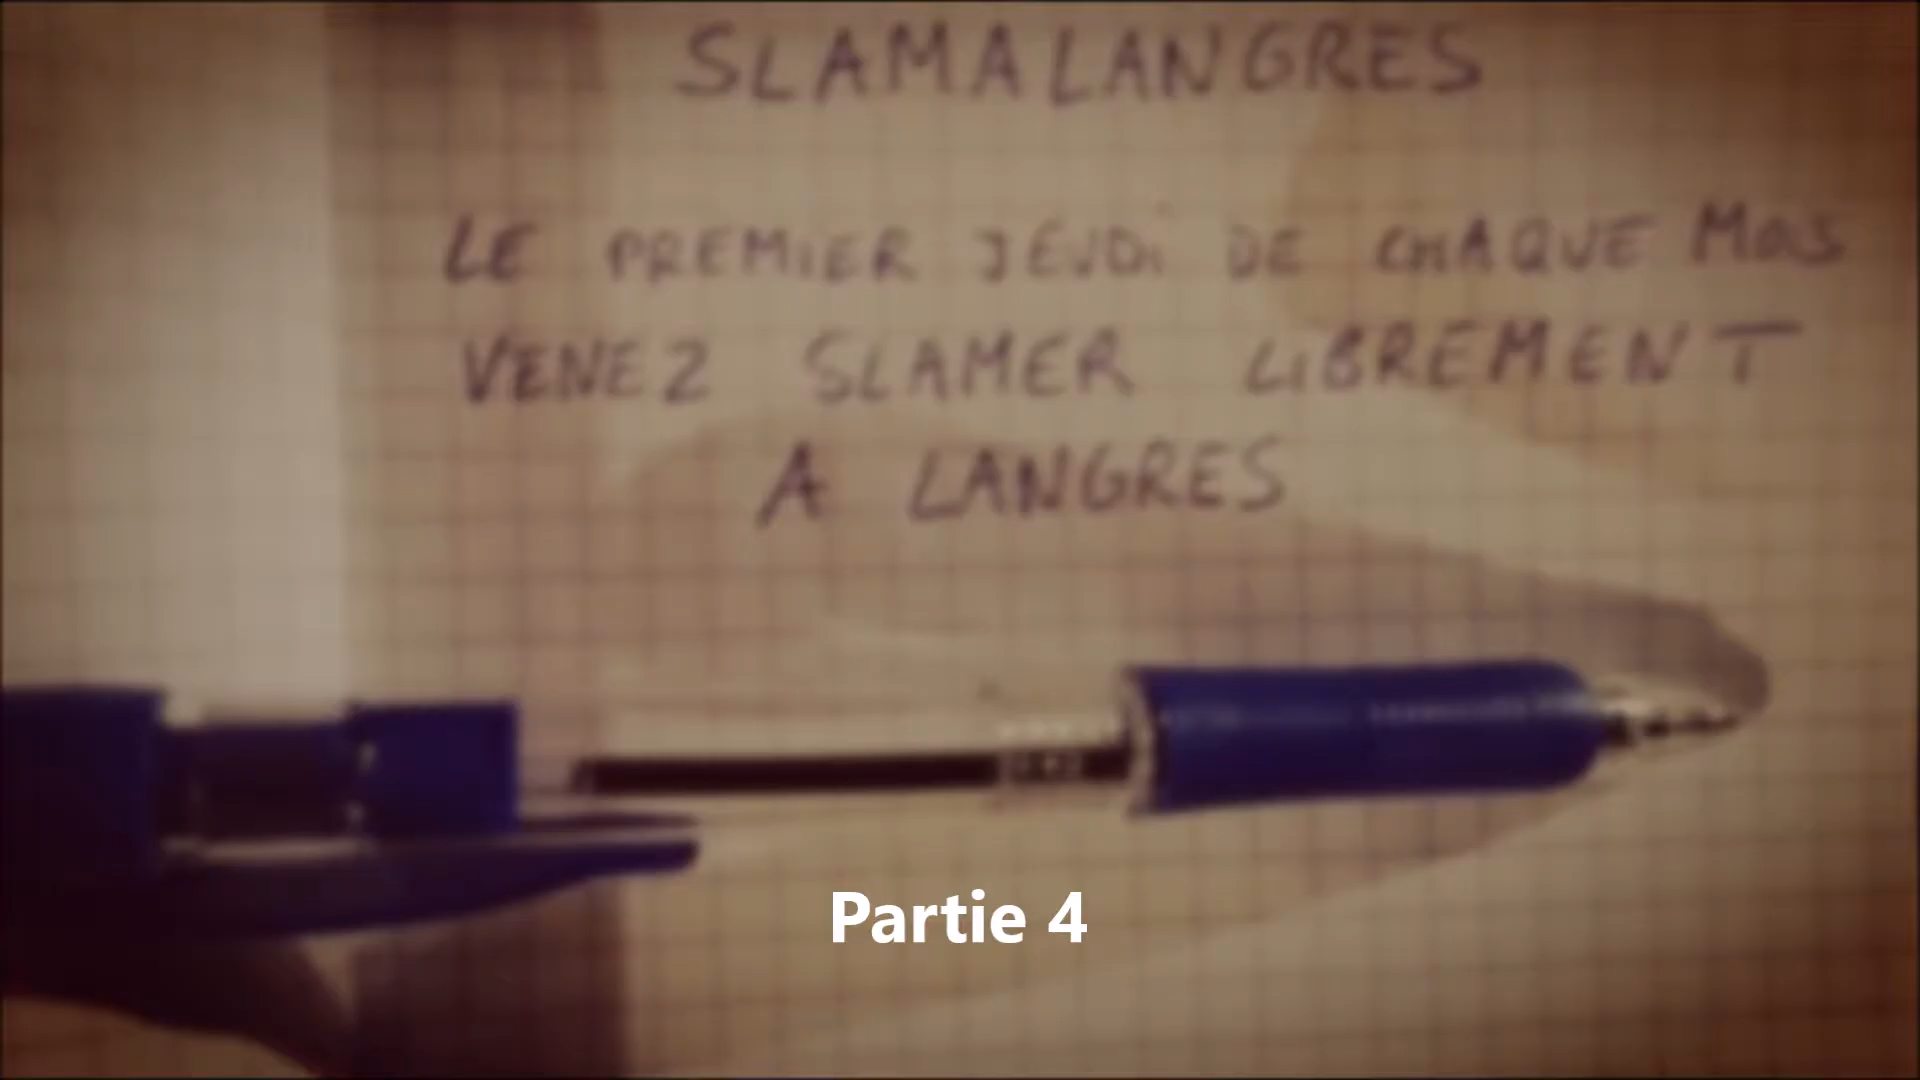 SLAMALANGRES
LE PREMIER JEUDi DE CHAQUE MOiS
VENEZ SLAMER LiBREMENT
A LANGRES
Partie 4